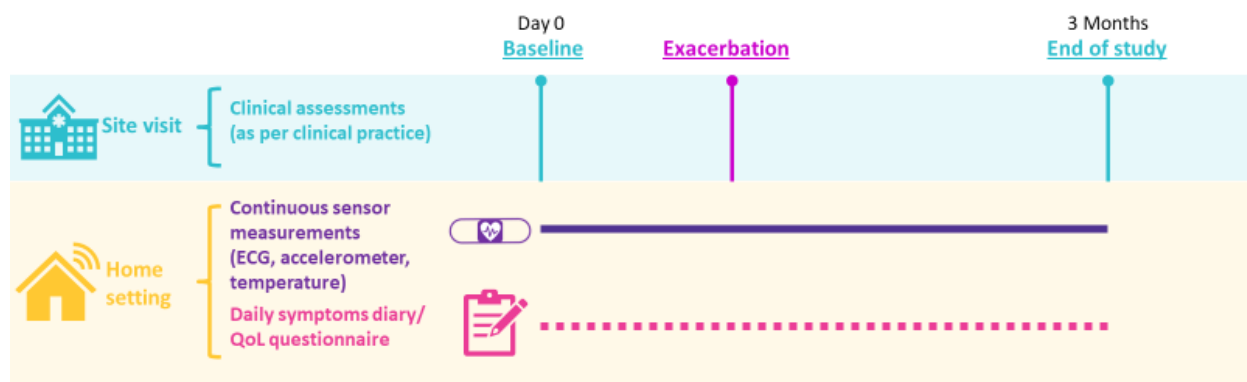 Day 0
Baseline
Exacerbation
3 Months
End of study
Site visit
Clinical assessments
(as per clinical practice)
Home
setting
Continuous sensor
measurements
(ECG, accelerometer,
temperature)
Daily symptoms diary/
QoL questionnaire